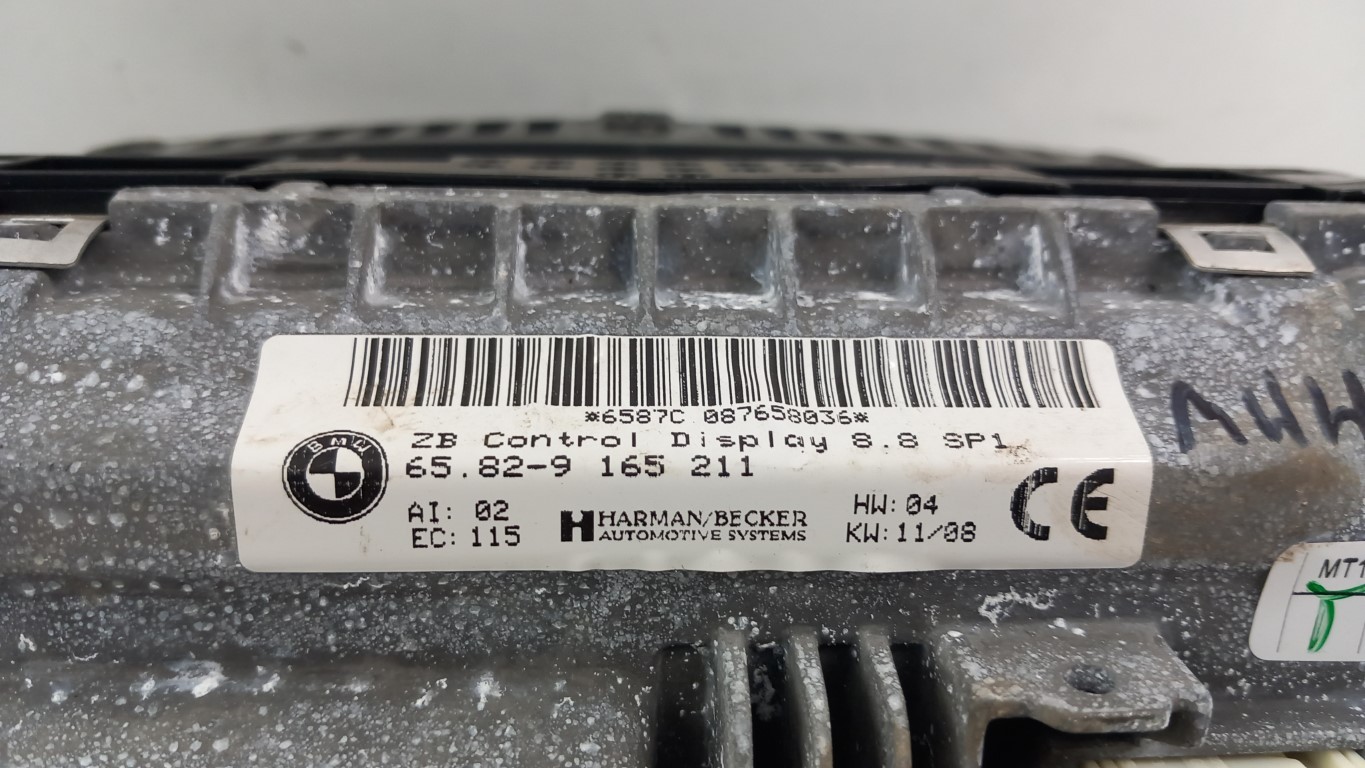 *6587C 087658036*
ZB Control Display 8.8 SP1
65.82-9 165 211
BMW
AI: 02
EC: 115
HARMAN/BECKER
AUTOMOTIVE SYSTEMS
HW: 04
KW: 11/08
CE
MT1